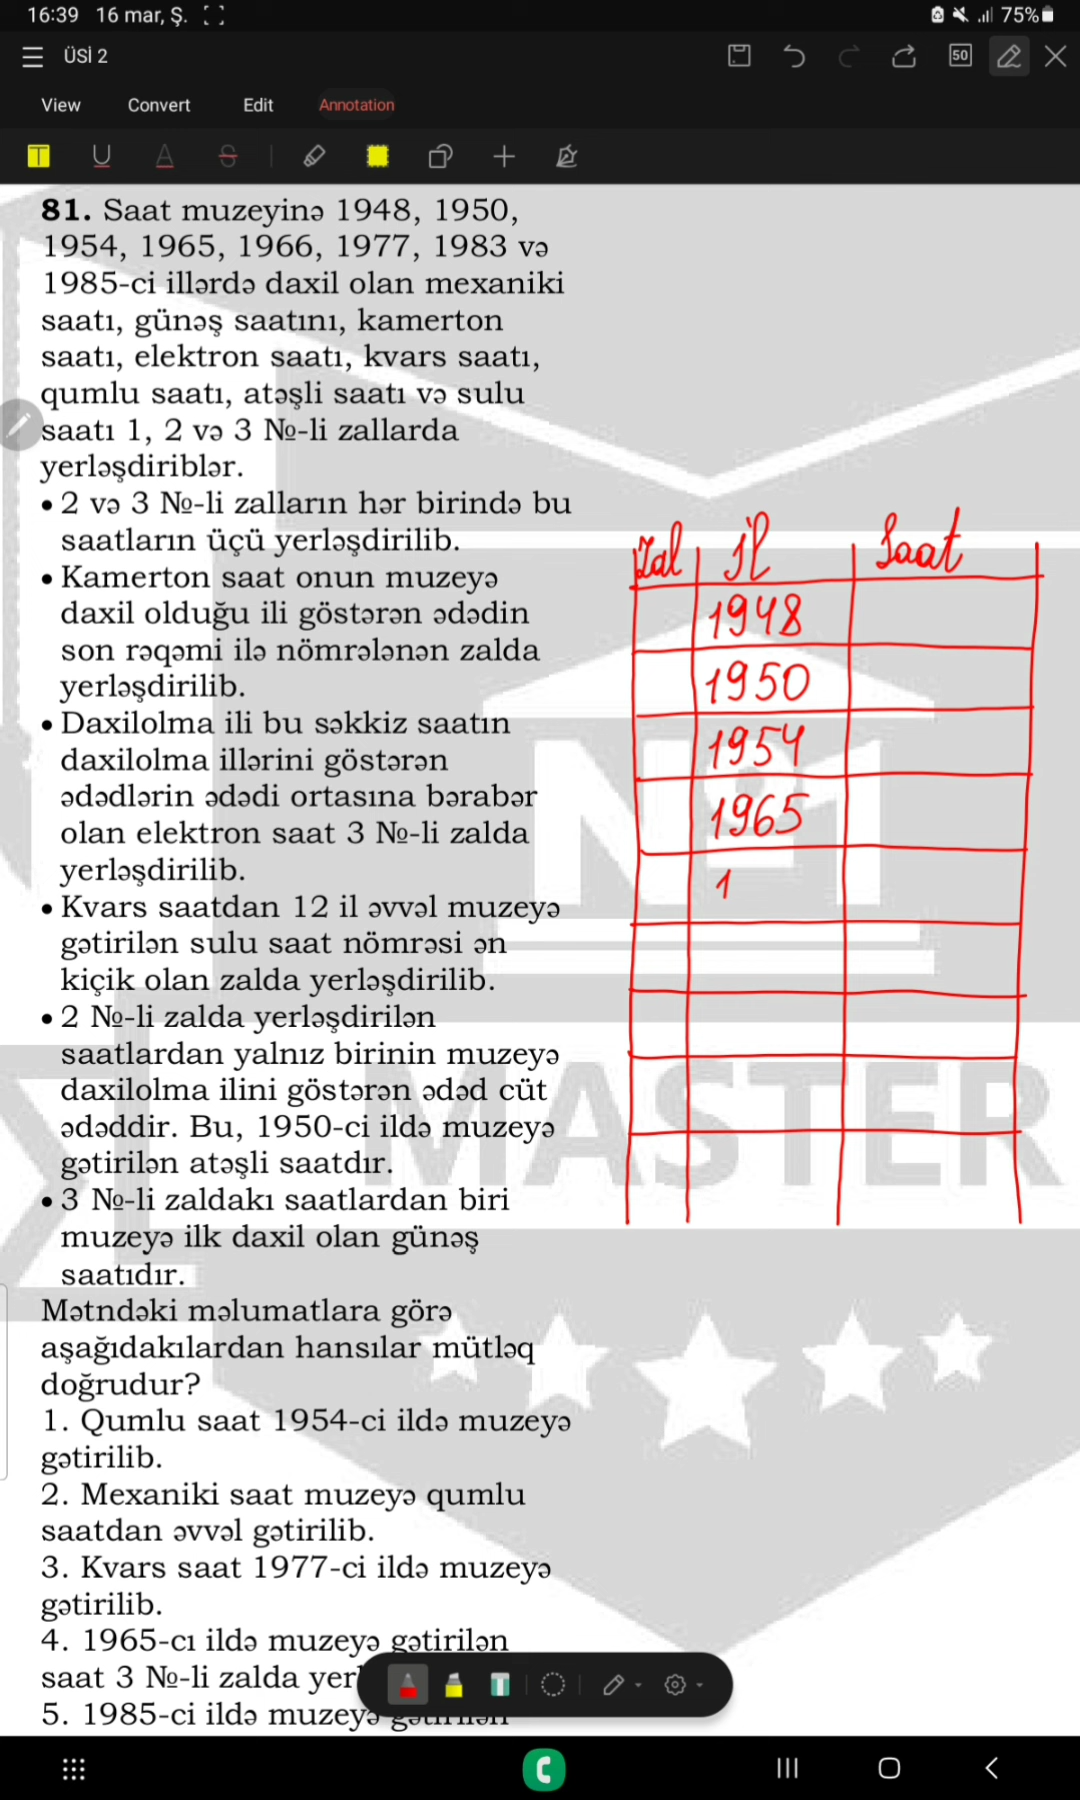 16:39 16 mar, Ş. 75%
ÜSİ 2 50
View Convert Edit Annotation
T U A S
81. Saat muzeyinə 1948, 1950,
1954, 1965, 1966, 1977, 1983 və
1985-ci illərdə daxil olan mexaniki
saatı, günəş saatını, kamerton
saatı, elektron saatı, kvars saatı,
qumlu saatı, atəşli saatı və sulu
saatı 1, 2 və 3 №-li zallarda
yerləşdiriblər.
• 2 və 3 №-li zalların hər birində bu
saatların üçü yerləşdirilib.
• Kamerton saat onun muzeyə
daxil olduğu ili göstərən ədədin
son rəqəmi ilə nömrələnən zalda
yerləşdirilib.
• Daxilolma ili bu səkkiz saatın
daxilolma illərini göstərən
ədədlərin ədədi ortasına bərabər
olan elektron saat 3 №-li zalda
yerləşdirilib.
• Kvars saatdan 12 il əvvəl muzeyə
gətirilən sulu saat nömrəsi ən
kiçik olan zalda yerləşdirilib.
• 2 №-li zalda yerləşdirilən
saatlardan yalnız birinin muzeyə
daxilolma ilini göstərən ədəd cüt
ədəddir. Bu, 1950-ci ildə muzeyə
gətirilən atəşli saatdır.
• 3 №-li zaldakı saatlardan biri
muzeyə ilk daxil olan günəş
saatıdır.
Mətndəki məlumatlara görə
aşağıdakılardan hansılar mütləq
doğrudur?
1. Qumlu saat 1954-ci ildə muzeyə
gətirilib.
2. Mexaniki saat muzeyə qumlu
saatdan əvvəl gətirilib.
3. Kvars saat 1977-ci ildə muzeyə
gətirilib.
4. 1965-cı ildə muzeyə gətirilən
saat 3 №-li zalda yer
5. 1985-ci ildə muzeyə gətirilən
Zal il Saat
1948
1950
1954
1965
1
№1
MASTER